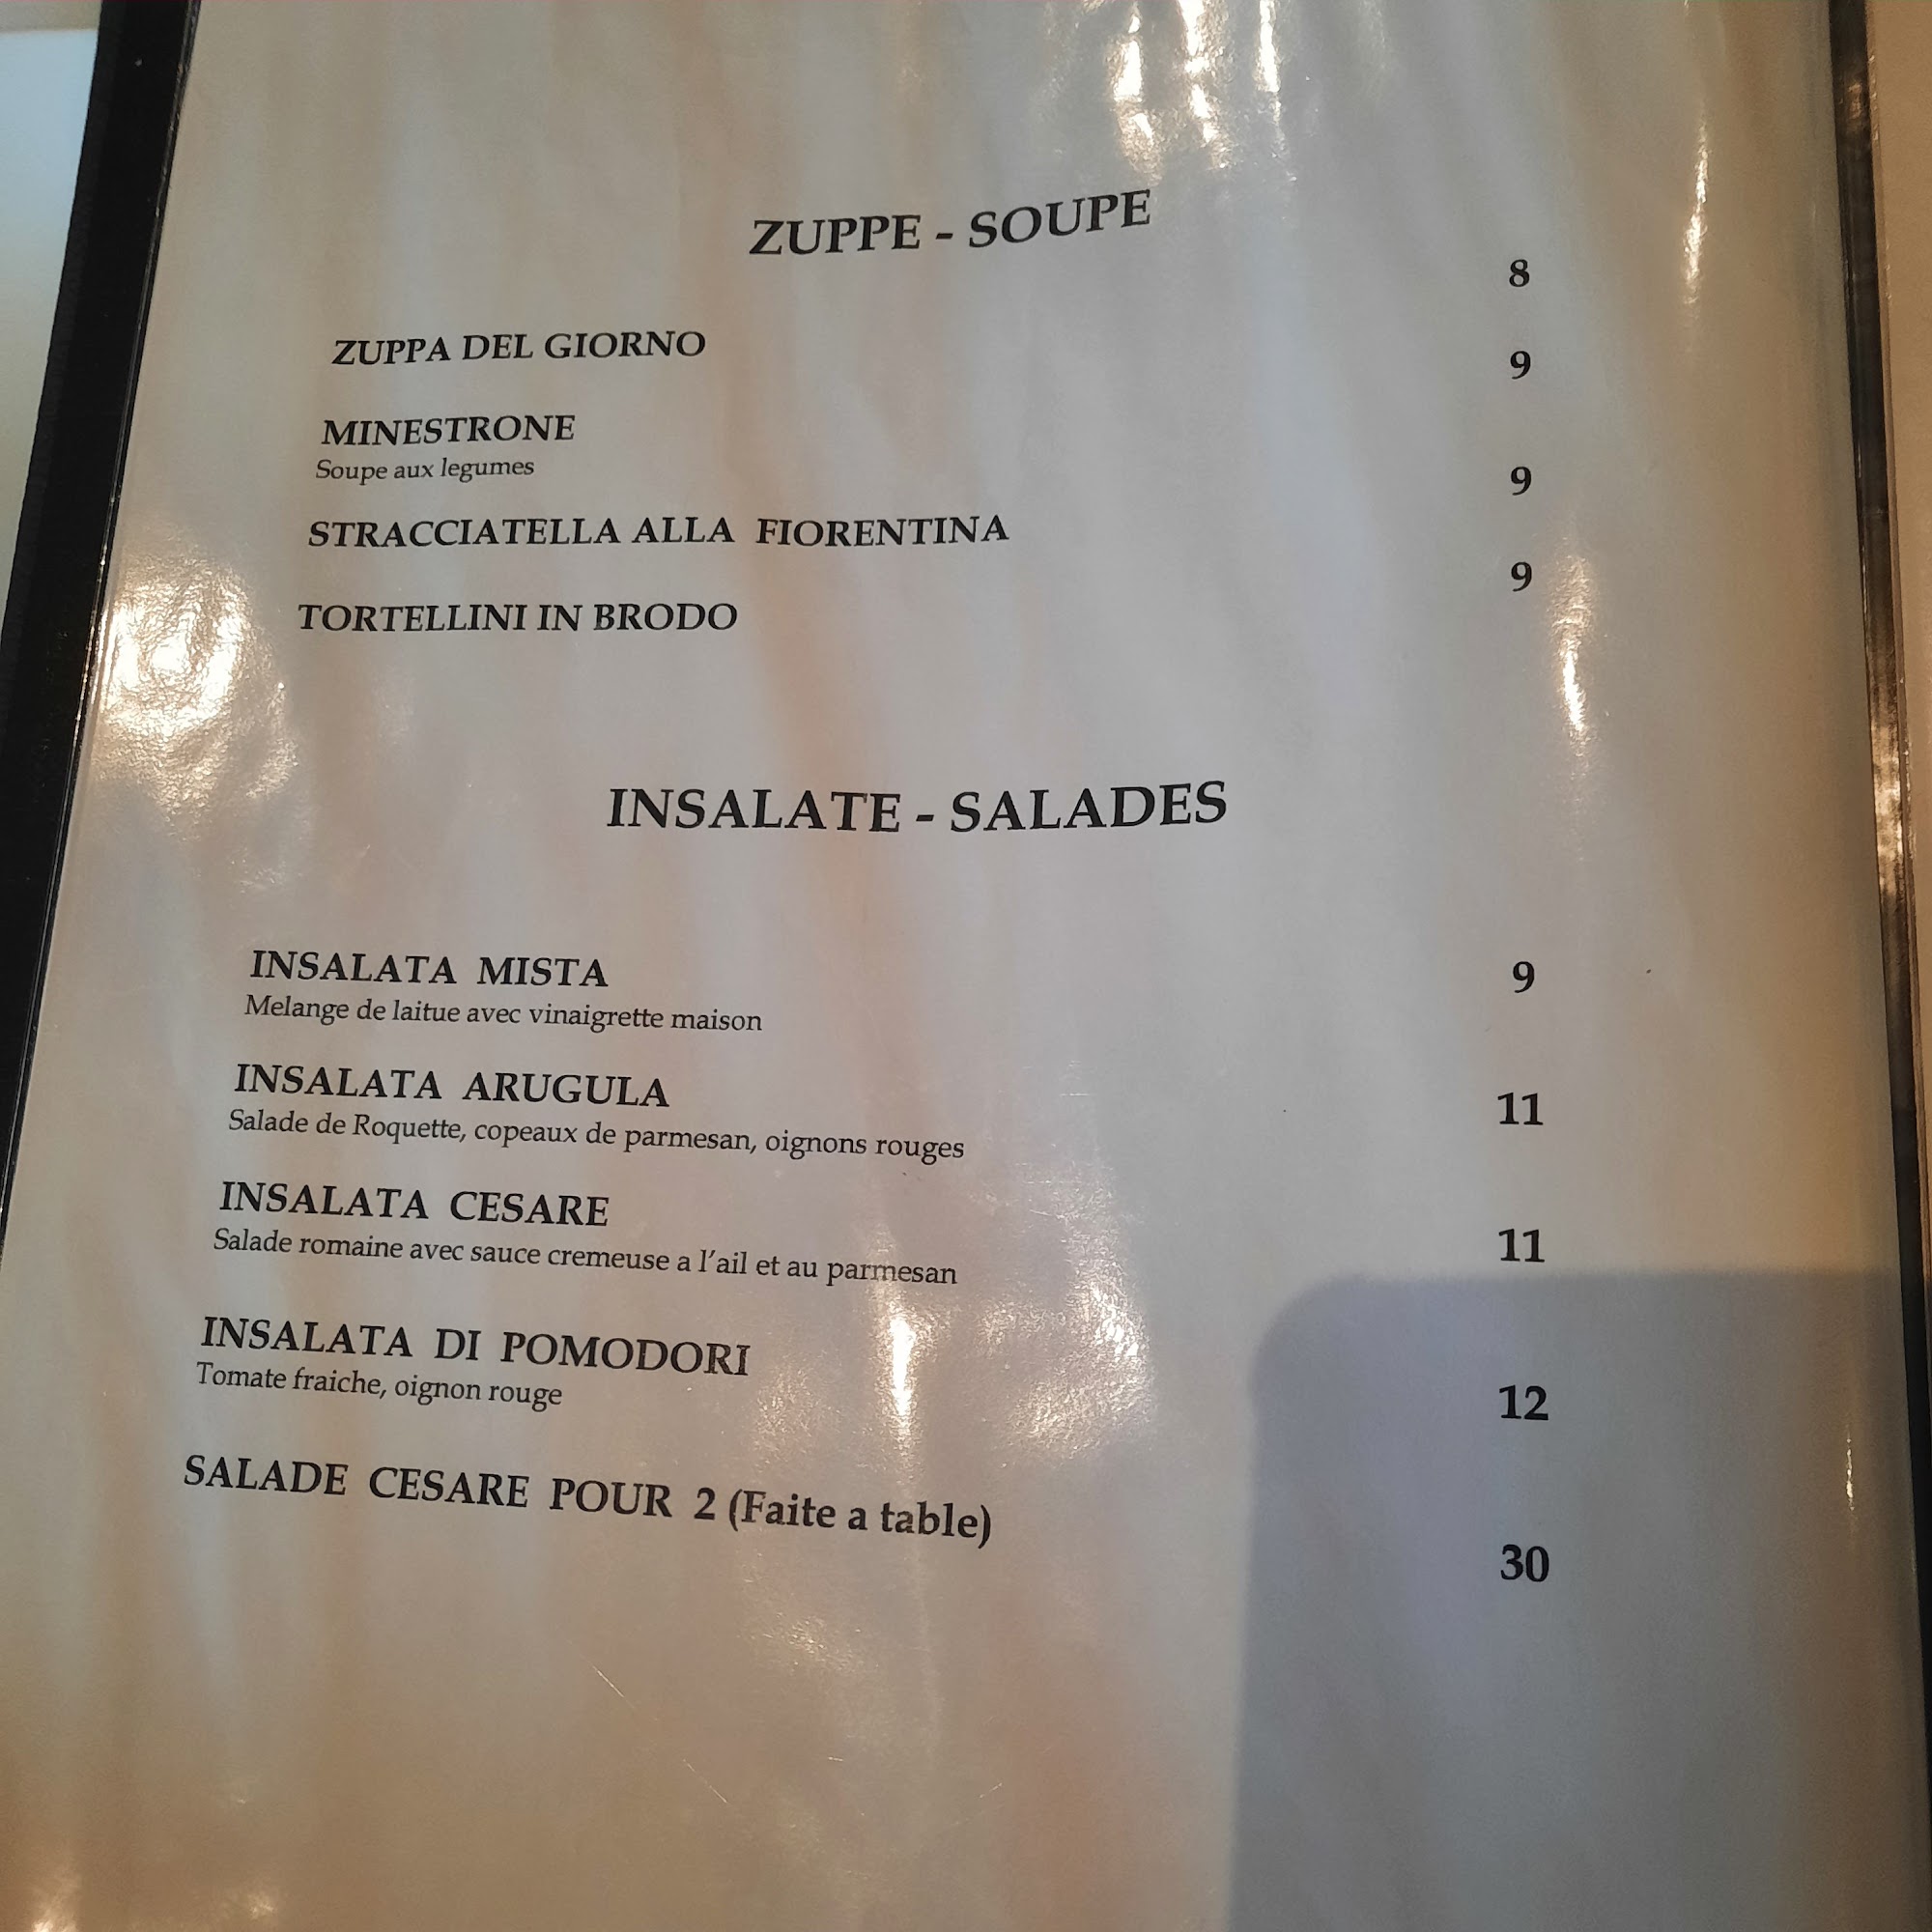 ZUPPE - SOUPE
ZUPPA DEL GIORNO 8
MINESTRONE 9
Soupe aux legumes
STRACCIATELLA ALLA FIORENTINA 9
TORTELLINI IN BRODO 9
INSALATE - SALADES
INSALATA MISTA 9
Melange de laitue avec vinaigrette maison
INSALATA ARUGULA 11
Salade de Roquette, copeaux de parmesan, oignons rouges
INSALATA CESARE 11
Salade romaine avec sauce cremeuse a l'ail et au parmesan
INSALATA DI POMODORI 12
Tomate fraiche, oignon rouge
SALADE CESARE POUR 2 (Faite a table) 30